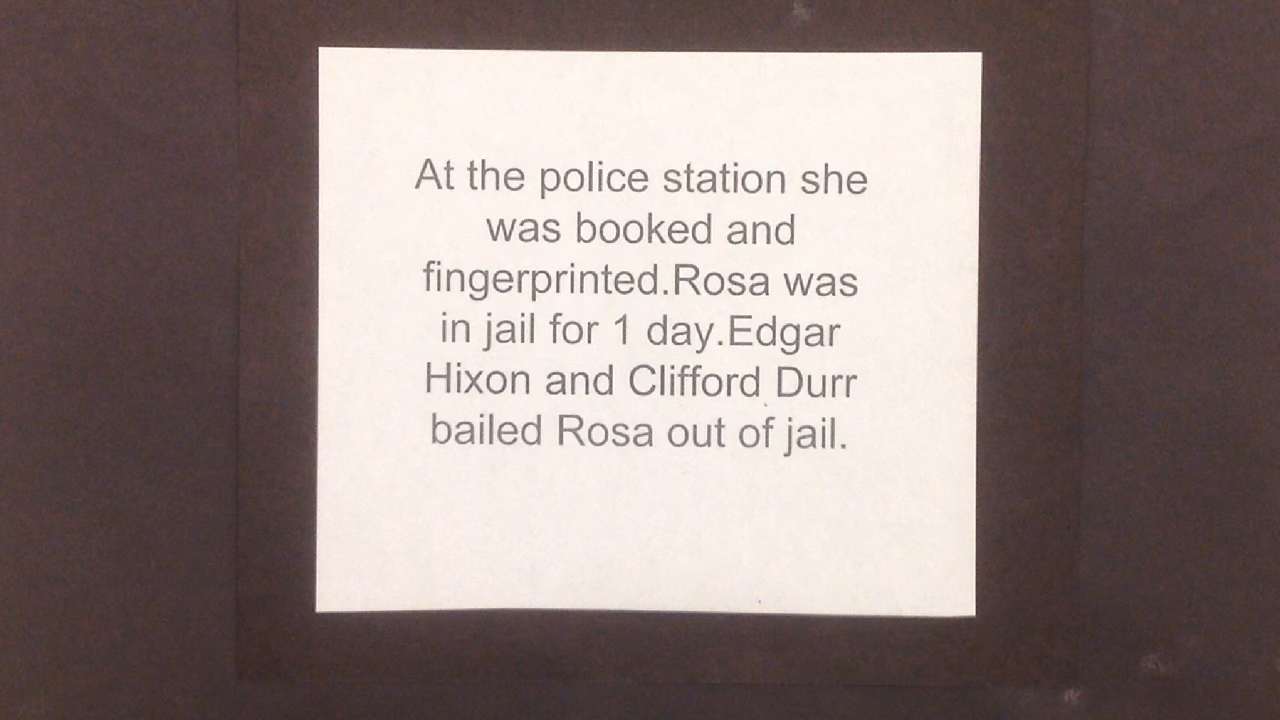 At the police station she
was booked and
fingerprinted.Rosa was
in jail for 1 day.Edgar
Hixon and Clifford Durr
bailed Rosa out of jail.